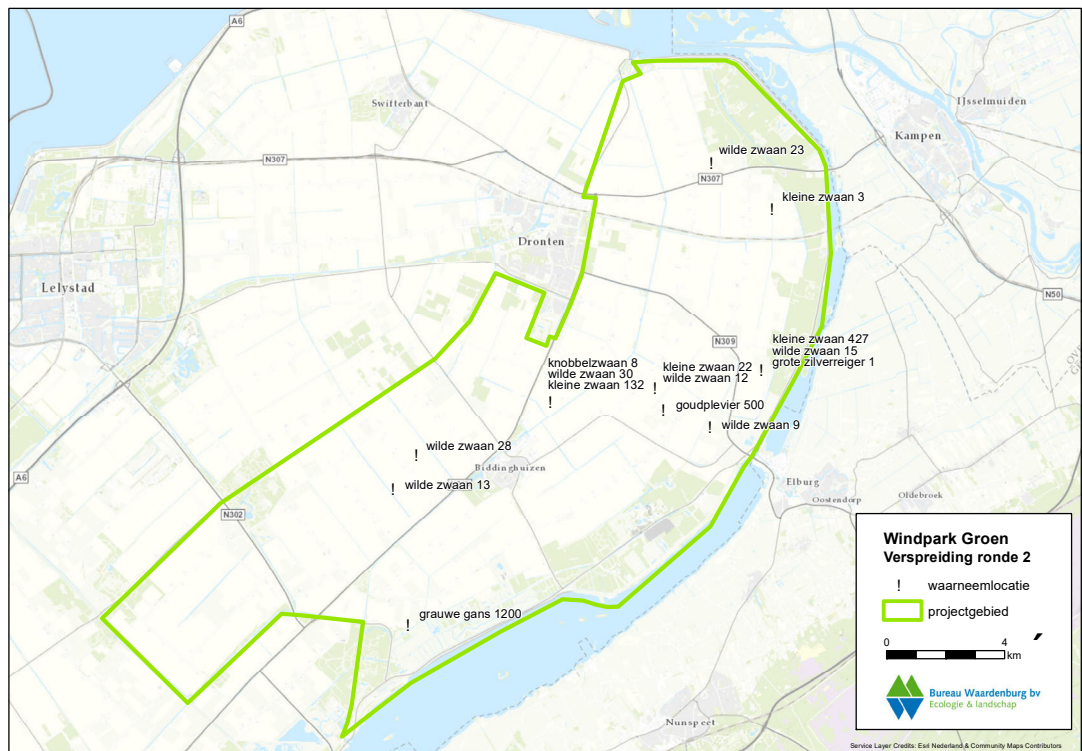 A6
Switterbant
IJsselmuiden
Kampen
wilde zwaan 23
N307
N307
kleine zwaan 3
Dronten
Lelystad
N50
N309
kleine zwaan 427
wilde zwaan 15
grote zilverreiger 1
knobbelzwaan 8
wilde zwaan 30
kleine zwaan 132
kleine zwaan 22
wilde zwaan 12
goudplevier 500
wilde zwaan 9
wilde zwaan 28
Biddinghuizen
A6
wilde zwaan 13
Elburg
Oostendorp
Oldebroek
N302
grauwe gans 1200
Nunspeet
Windpark Groen
Verspreiding ronde 2
! waarneemlocatie
projectgebied
0 4
km
Bureau Waardenburg bv
Ecologie & landschap
Service Layer Credits: Esri Nederland & Community Maps Contributors